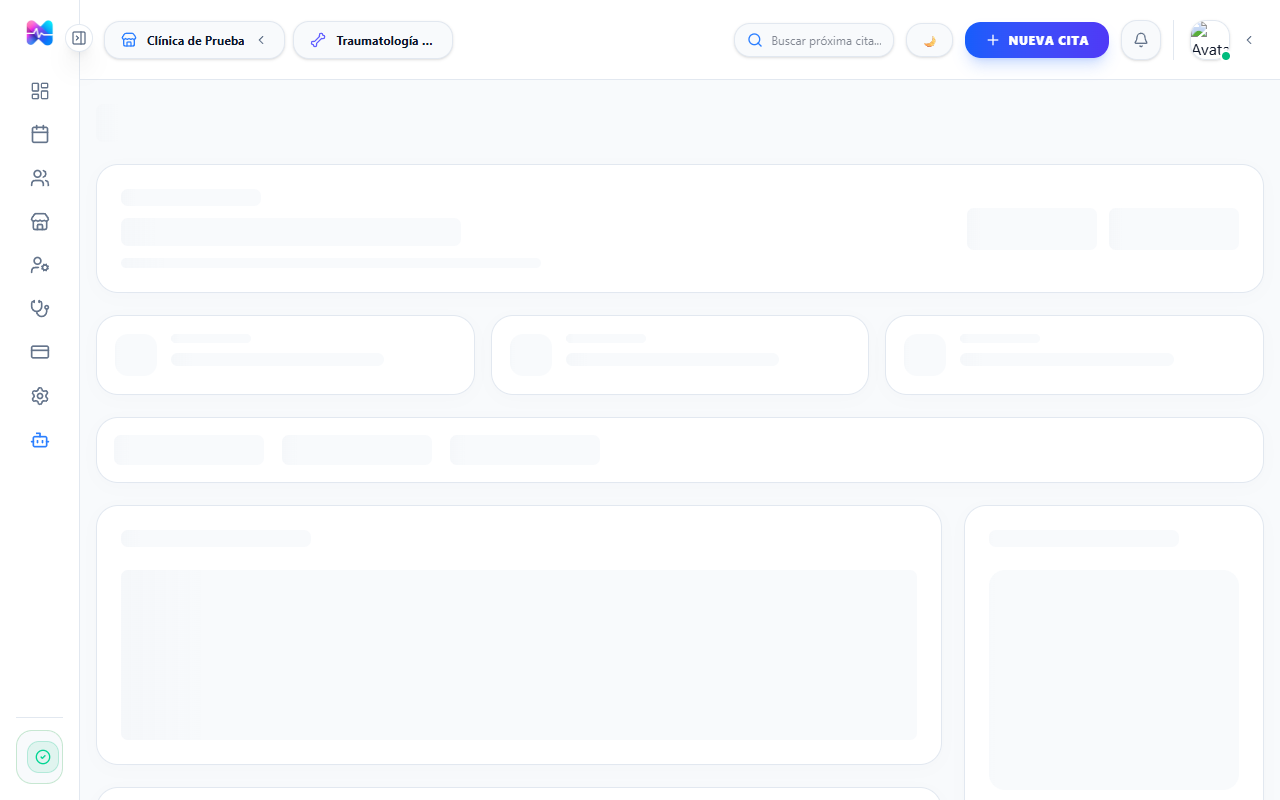 Clínica de Prueba
Traumatología ...
Buscar próxima cita...
NUEVA CITA
Avata